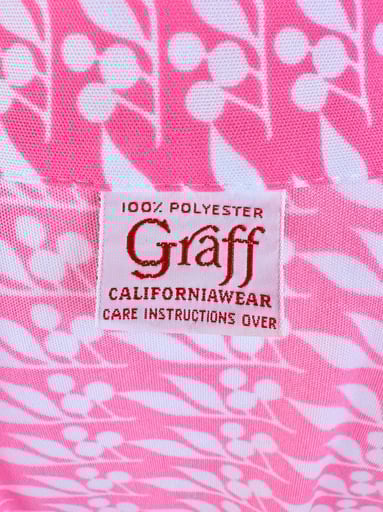 100% POLYESTER
Graff
CALIFORNIAWEAR
CARE INSTRUCTIONS OVER